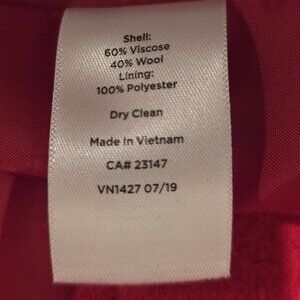 Shell:
60% Viscose
40% Wool
Lining:
100% Polyester
Dry Clean
Made in Vietnam
CA# 23147
VN1427 07/19